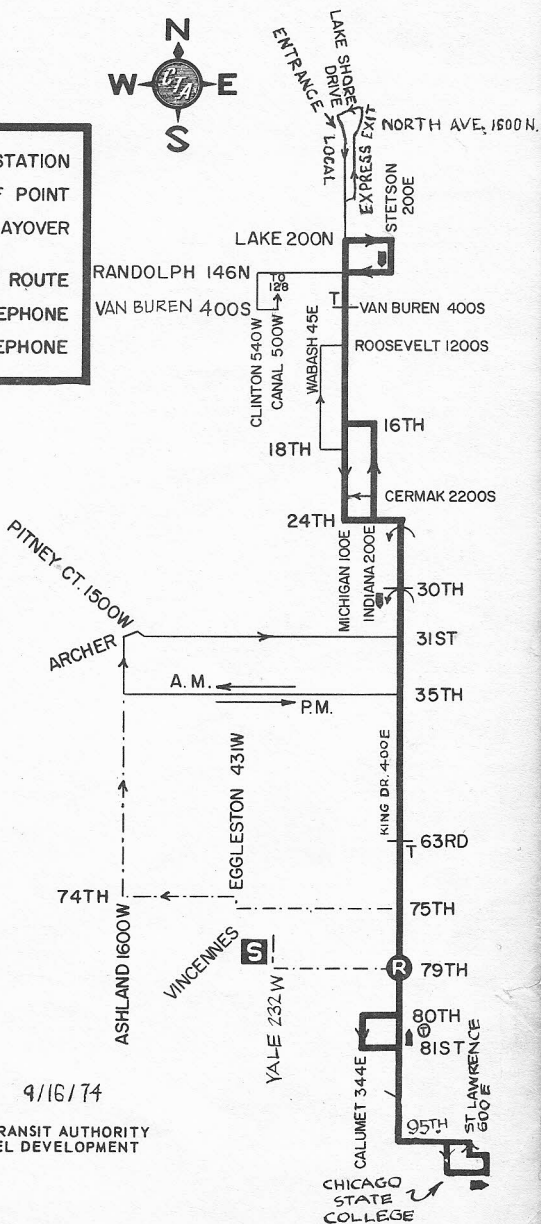 N
W CTA E
S
LAKE SHORE
DRIVE
ENTRANCE
LOCAL
EXPRESS EXIT
NORTH AVE, 1600 N.
STATION
POINT
AYOVER
ROUTE
EPHONE
EPHONE
STETSON
200E
LAKE 200N
RANDOLPH 146N
TO
128
VAN BUREN 400S
T
VAN BUREN 400S
CLINTON 540W
CANAL 500W
WABASH 45E
ROOSEVELT 1200S
16TH
18TH
CERMAK 2200S
24TH
MICHIGAN 100E
INDIANA 200E
30TH
PITNEY CT. 1500W
ARCHER
31ST
A.M.
P.M.
35TH
EGGLESTON 431W
KING DR. 400E
63RD
T
74TH
75TH
ASHLAND 1600W
VINCENNES
S
YALE 232W
R
79TH
80TH
T
81ST
CALUMET 344E
ST LAWRENCE
600E
95TH
CHICAGO
STATE
COLLEGE
9/16/74
RANSIT AUTHORITY
EL DEVELOPMENT